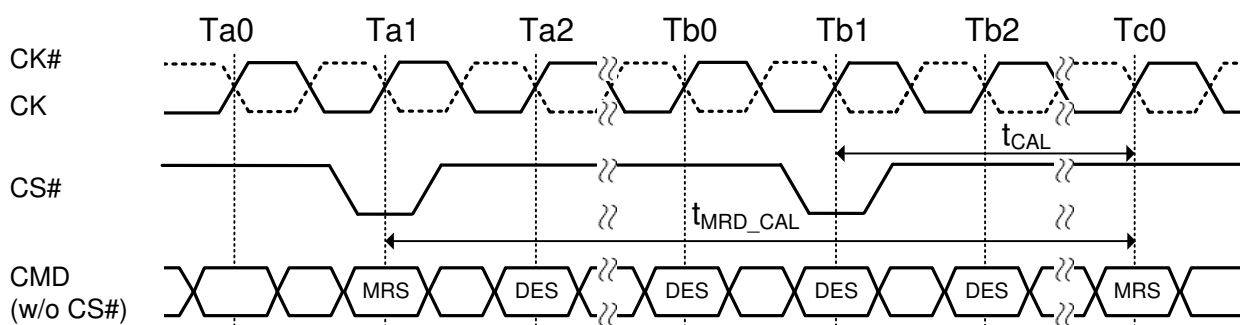 Ta0 Ta1 Ta2 Tb0 Tb1 Tb2 Tc0
CK#
CK
tCAL
CS#
tMRD_CAL
CMD MRS DES DES DES DES MRS
(w/o CS#)